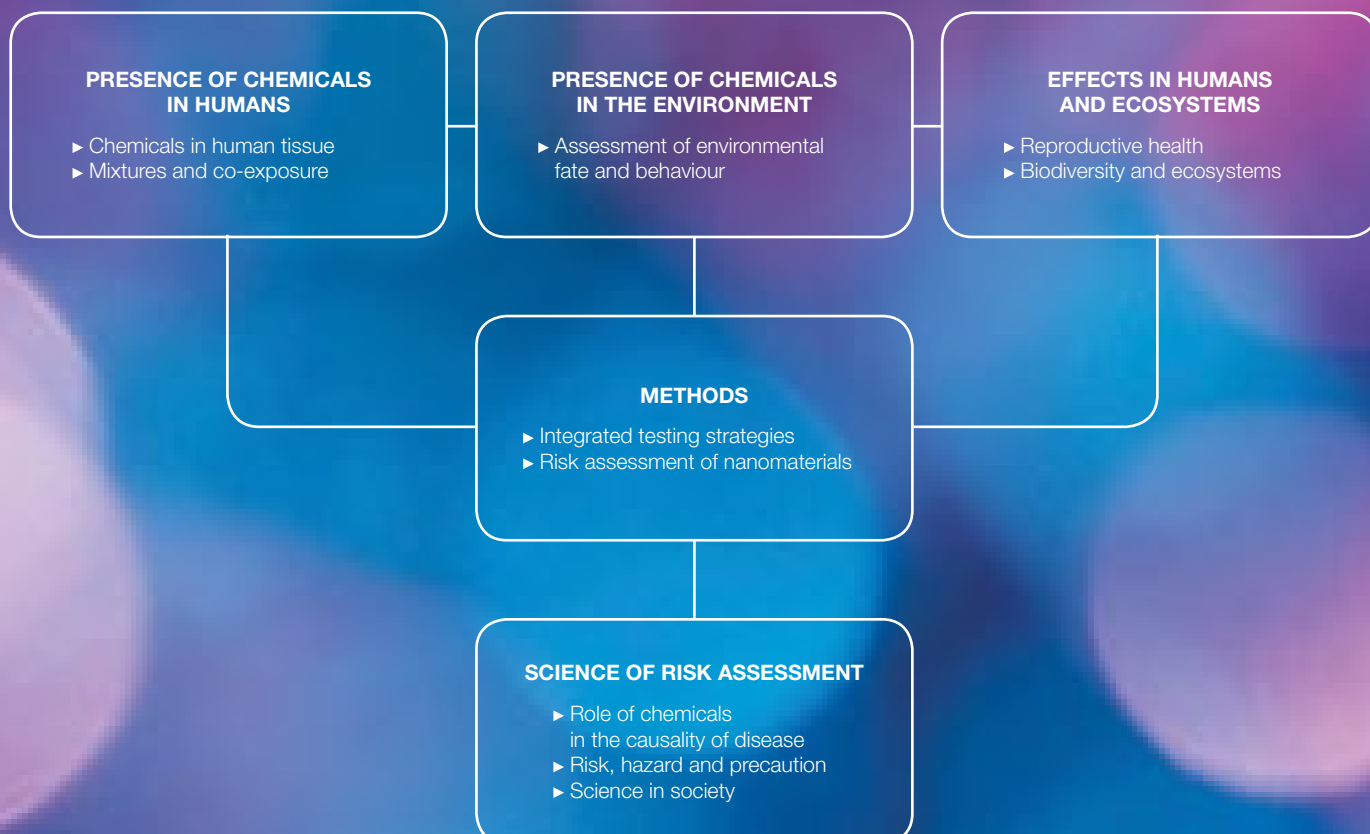 PRESENCE OF CHEMICALS
IN HUMANS
► Chemicals in human tissue
► Mixtures and co-exposure
PRESENCE OF CHEMICALS
IN THE ENVIRONMENT
► Assessment of environmental
fate and behaviour
EFFECTS IN HUMANS
AND ECOSYSTEMS
► Reproductive health
► Biodiversity and ecosystems
METHODS
► Integrated testing strategies
► Risk assessment of nanomaterials
SCIENCE OF RISK ASSESSMENT
► Role of chemicals
in the causality of disease
► Risk, hazard and precaution
► Science in society